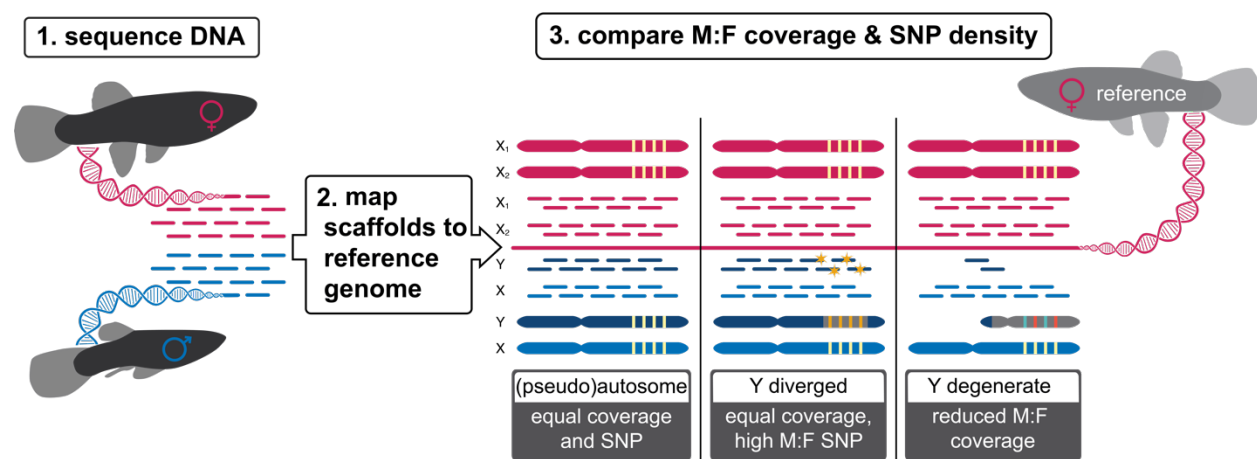 1. sequence DNA
3. compare M:F coverage & SNP density
♀
♀ reference
2. map
scaffolds to
reference
genome
♂
X₁
X₂
X₁
X₂
Y
X
Y
X
(pseudo)autosome
equal coverage
and SNP
Y diverged
equal coverage,
high M:F SNP
Y degenerate
reduced M:F
coverage